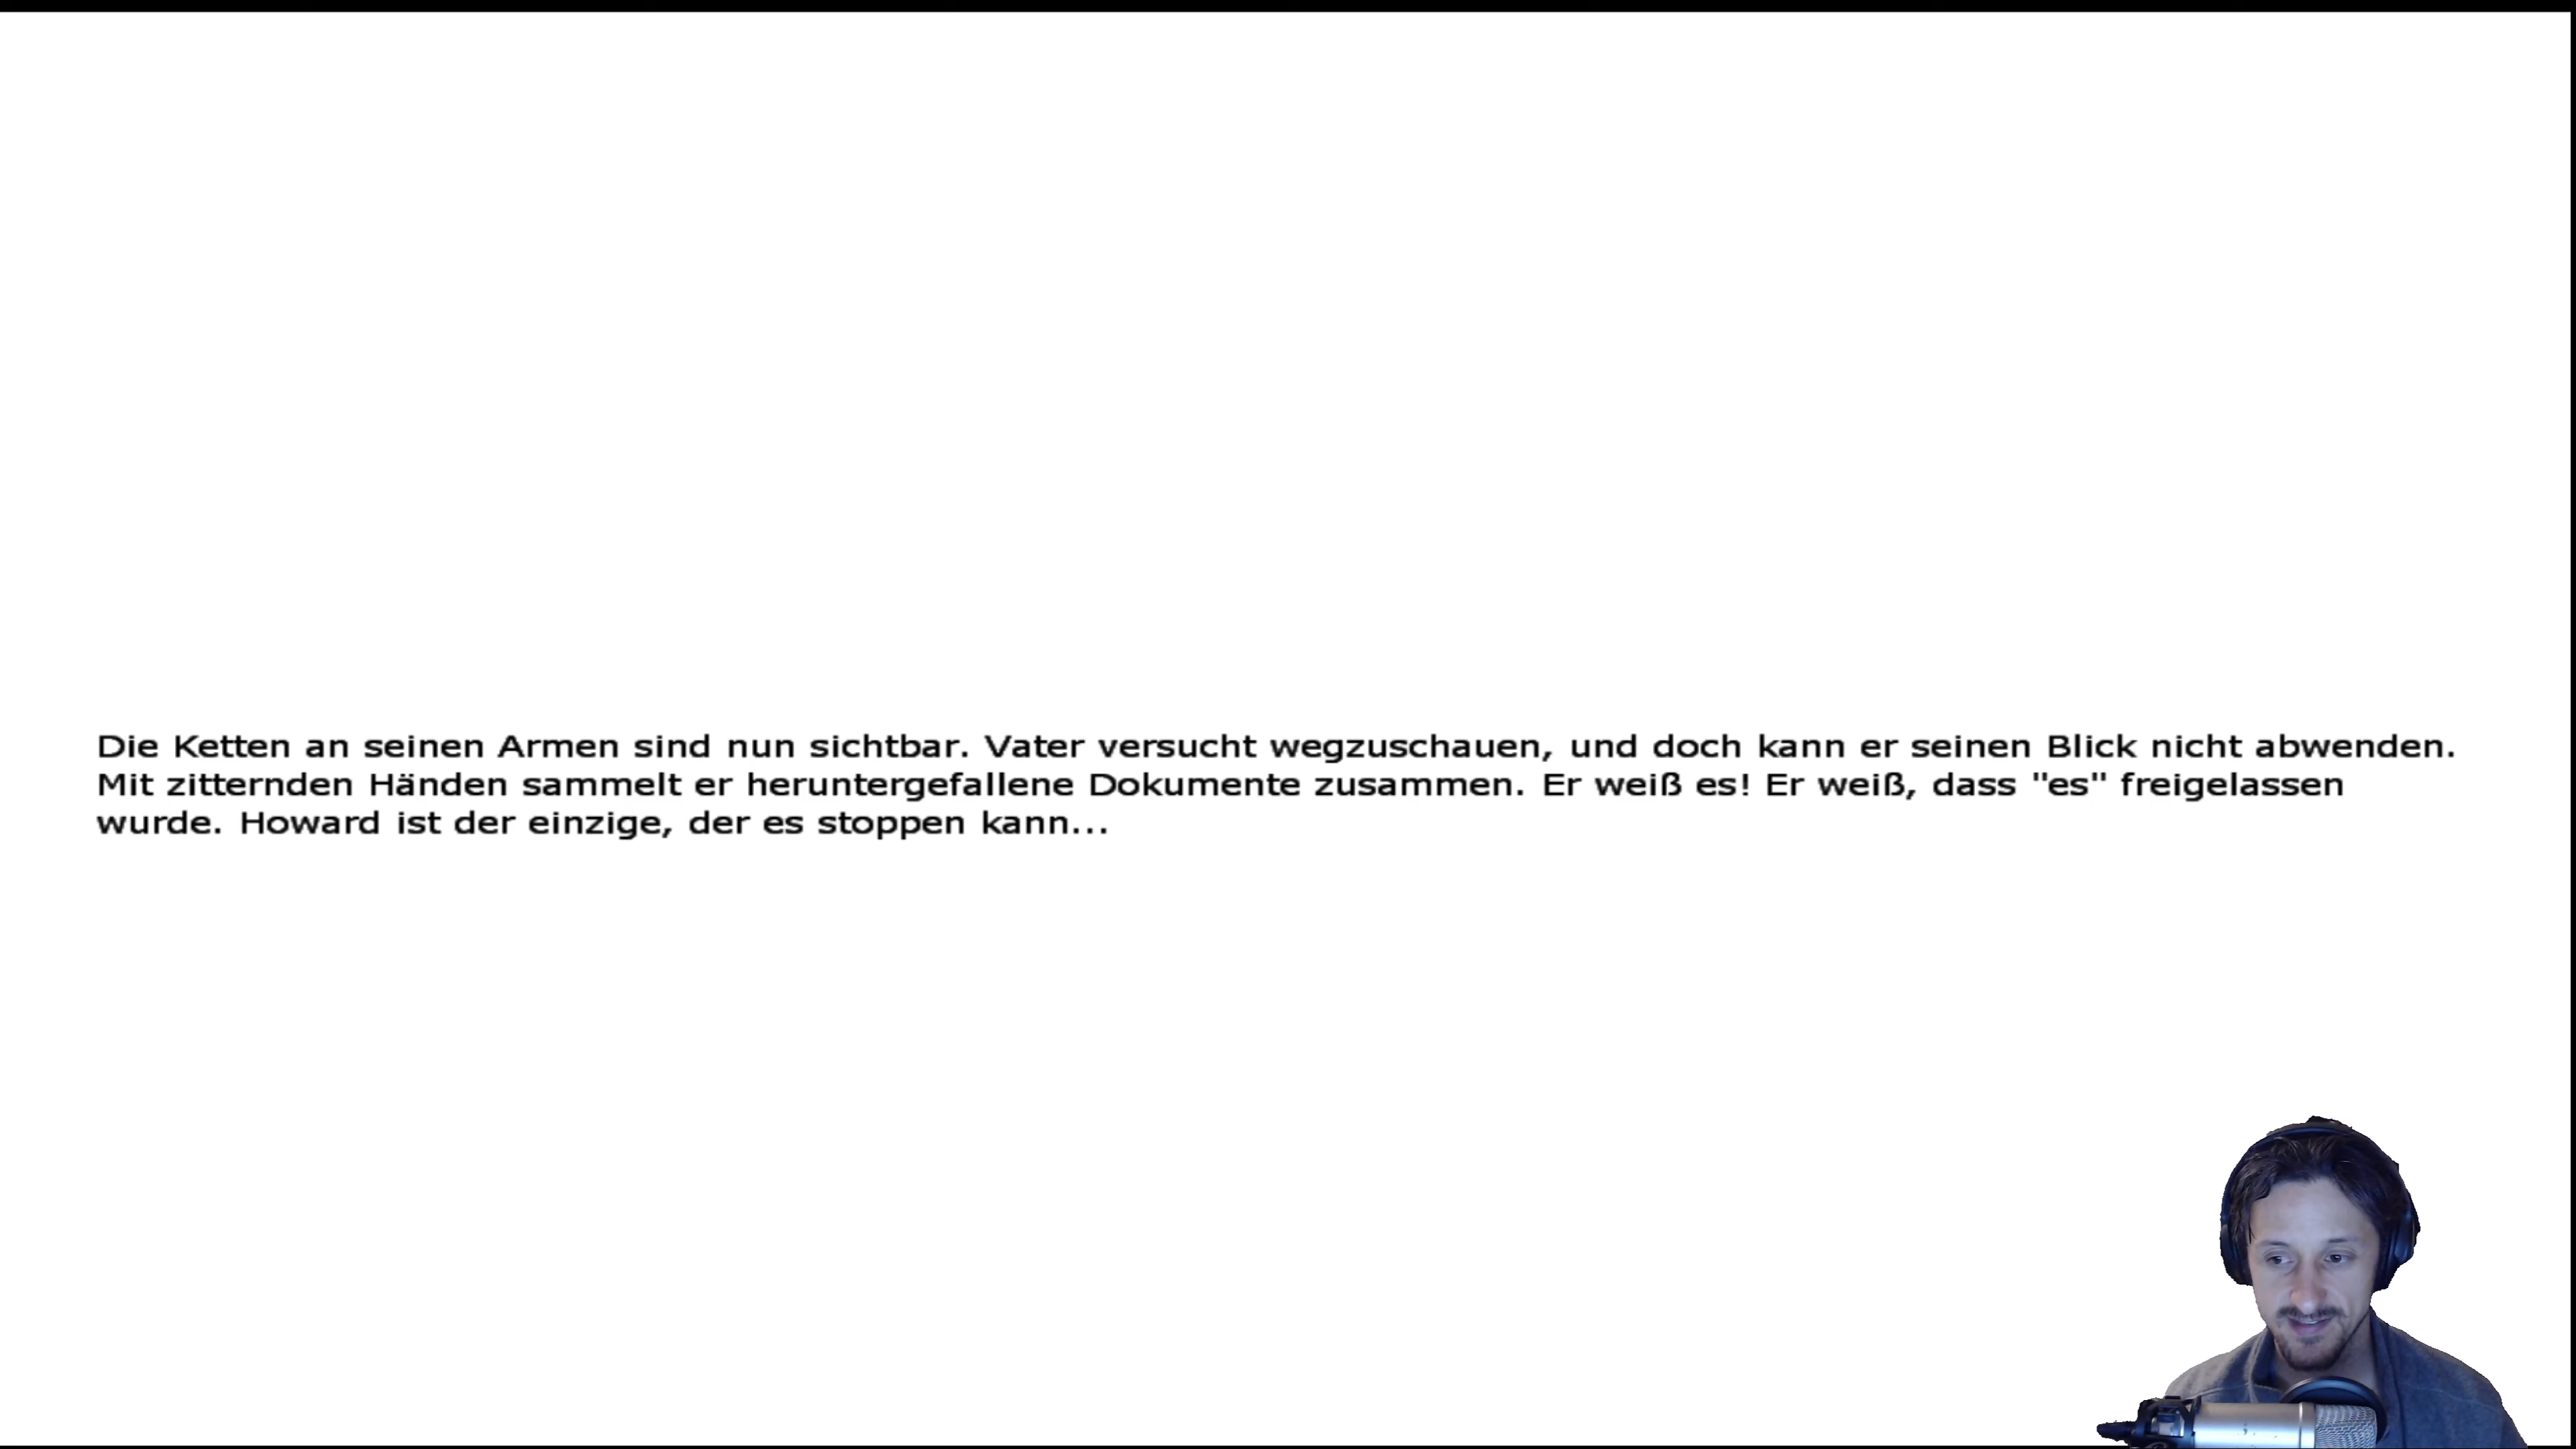 Die Ketten an seinen Armen sind nun sichtbar. Vater versucht wegzuschauen, und doch kann er seinen Blick nicht abwenden.
Mit zitternden Händen sammelt er heruntergefallene Dokumente zusammen. Er weiß es! Er weiß, dass "es" freigelassen
wurde. Howard ist der einzige, der es stoppen kann...